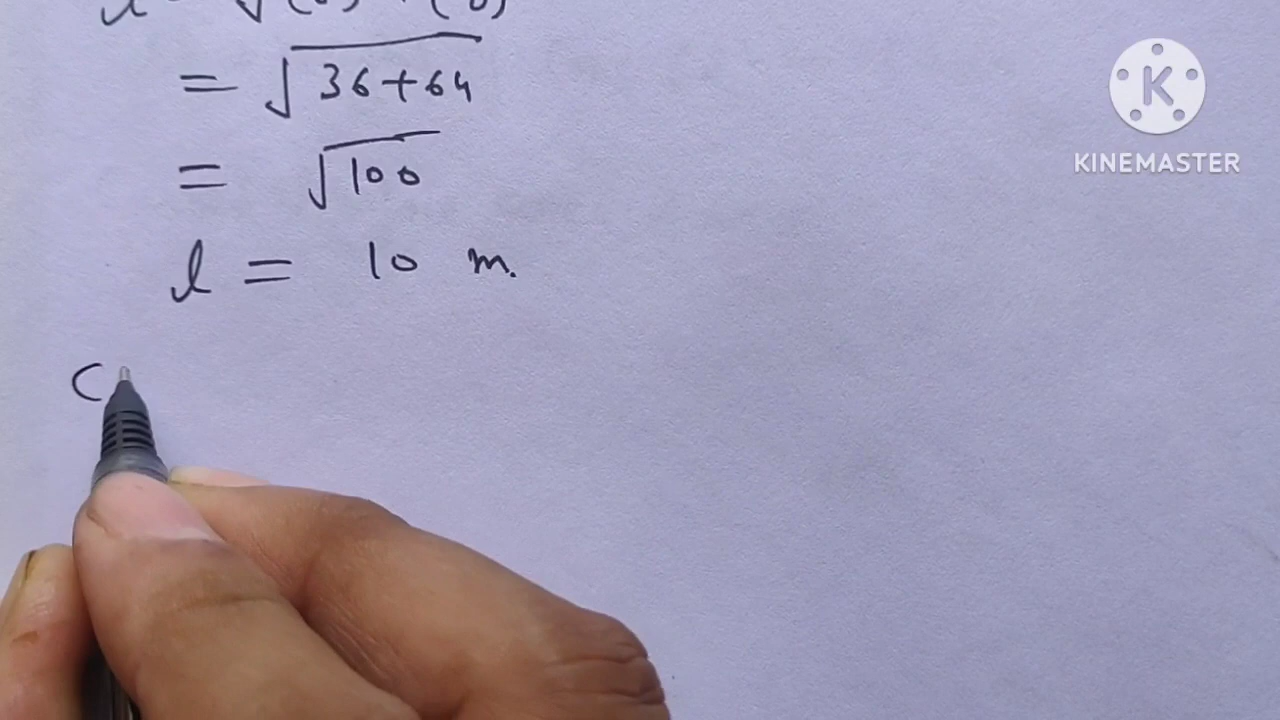 = √36+64
= √100
l = 10 m.
C
K
KINEMASTER